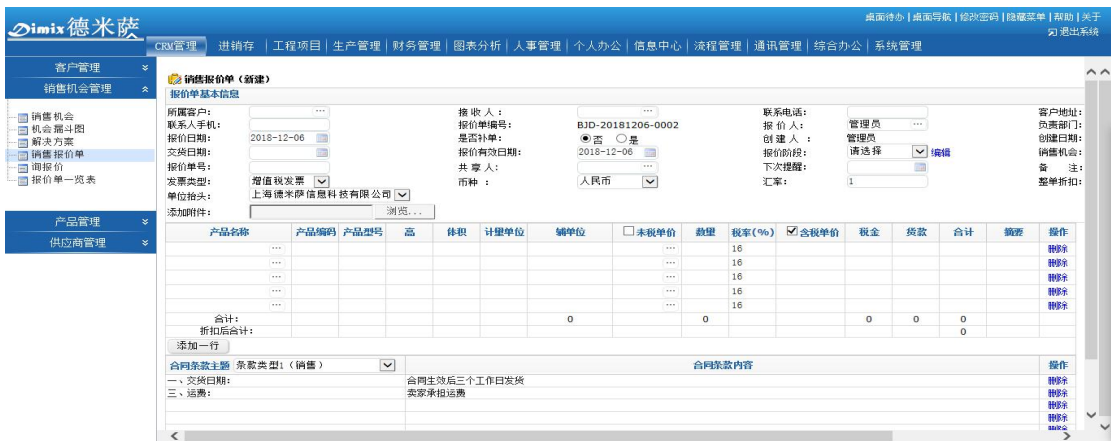 桌面待办 | 桌面导航 | 修改密码 | 隐藏菜单 | 帮助 | 关于
Dimix德米萨
退出系统
CRM管理 进销存 | 工程项目 | 生产管理 | 财务管理 | 图表分析 | 人事管理 | 个人办公 | 信息中心 | 流程管理 | 通讯管理 | 综合办公 | 系统管理
客户管理
销售机会管理
销售机会
机会漏斗图
解决方案
销售报价单
询报价
报价单一览表
产品管理
供应商管理
销售报价单（新建）
报价单基本信息
所属客户: ... 接收人: ... 联系电话: 客户地址:
联系人手机: 报价单编号: BJD-20181206-0002 报价人: 管理员 ... 负责部门:
报价日期: 2018-12-06 是否补单: 否 是 创建人: 管理员 创建日期:
交货日期: 报价有效日期: 2018-12-06 报价阶段: 请选择 编辑 销售机会:
报价单号: 共享人: ... 下次提醒: 备注:
发票类型: 增值税发票 币种: 人民币 汇率: 1 整单折扣:
单位抬头: 上海德米萨信息科技有限公司
添加附件: 浏览...
产品名称 产品编码 产品型号 高 体积 计量单位 辅单位 未税单价 数量 税率(%) 含税单价 税金 货款 合计 摘要 操作
... ... 16 删除
... ... 16 删除
... ... 16 删除
... ... 16 删除
... ... 16 删除
合计: 0 0 0 0 0
折扣后合计: 0
添加一行
合同条款主题 条款类型1（销售） 合同条款内容 操作
一、交货日期: 合同生效后三个工作日发货 删除
三、运费: 卖家承担运费 删除
删除
删除
删除